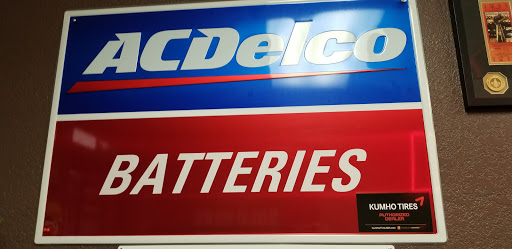 ACDelco
BATTERIES
KUMHO TIRES
AUTHORIZED
DEALER